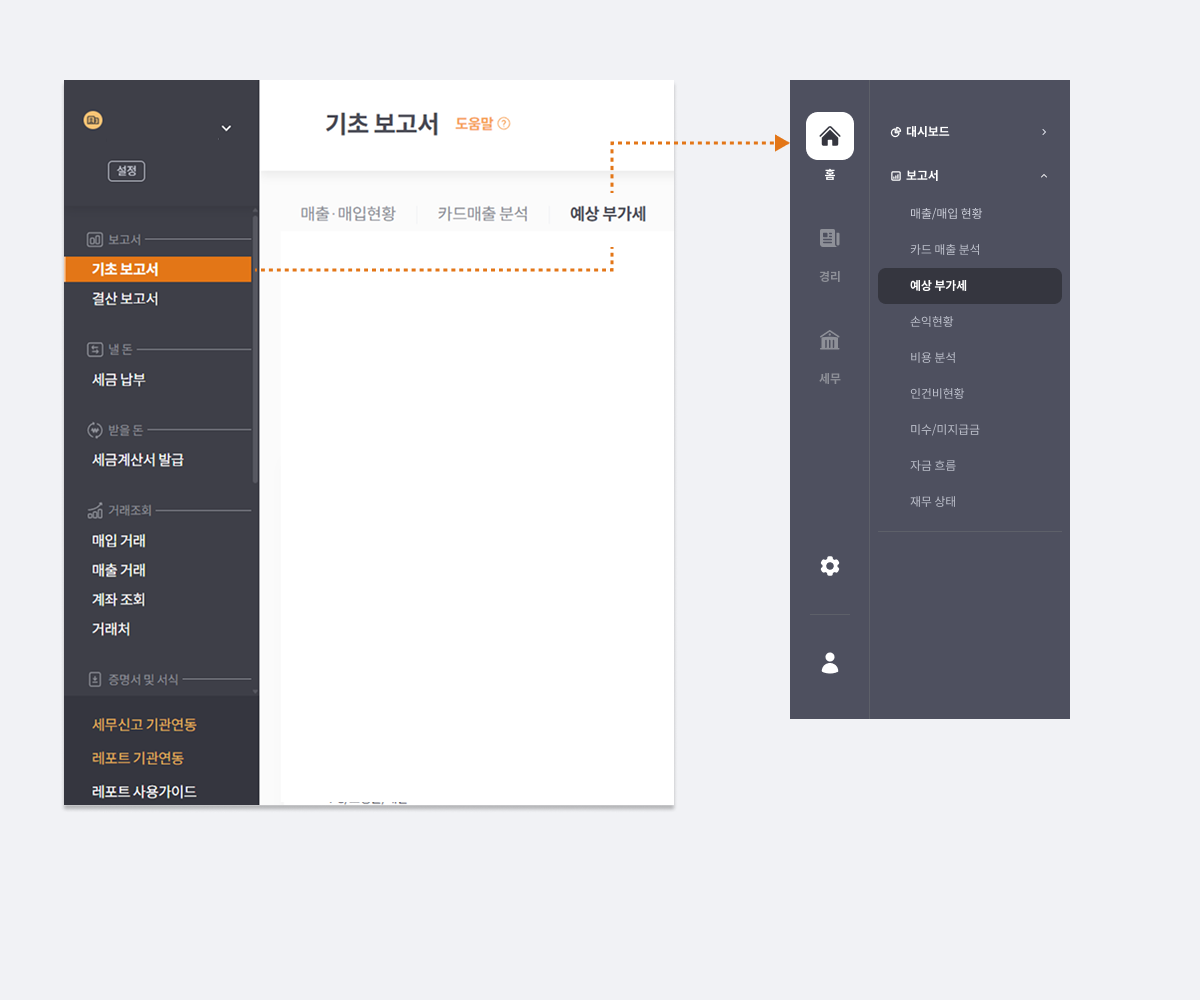 설정
보고서
기초 보고서
결산 보고서
낼 돈
세금 납부
받을 돈
세금계산서 발급
거래조회
매입 거래
매출 거래
계좌 조회
거래처
증명서 및 서식
세무신고 기관연동
레포트 기관연동
레포트 사용가이드
기초 보고서 도움말 ?
매출·매입현황 카드매출 분석 예상 부가세
홈
경리
세무
대시보드
보고서
매출/매입 현황
카드 매출 분석
예상 부가세
손익현황
비용 분석
인건비현황
미수/미지급금
자금 흐름
재무 상태